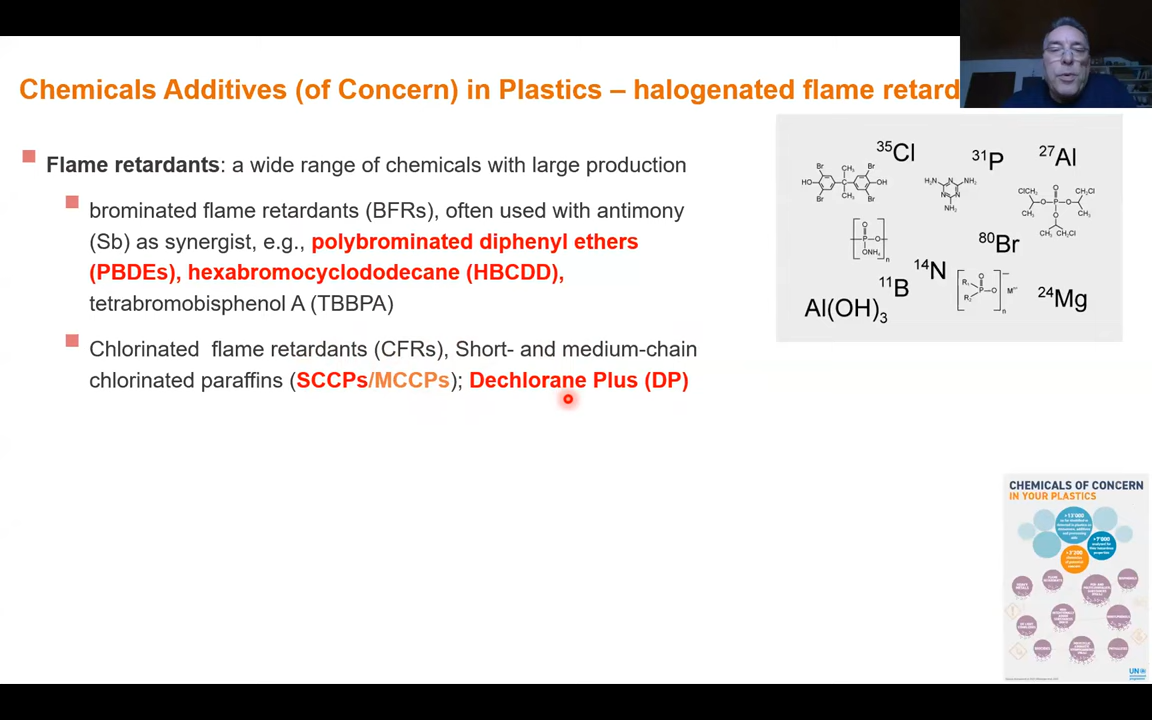 Chemicals Additives (of Concern) in Plastics – halogenated flame retard
Flame retardants: a wide range of chemicals with large production
brominated flame retardants (BFRs), often used with antimony
(Sb) as synergist, e.g., polybrominated diphenyl ethers
(PBDEs), hexabromocyclododecane (HBCDD),
tetrabromobisphenol A (TBBPA)
Chlorinated  flame retardants (CFRs), Short- and medium-chain
chlorinated paraffins (SCCPs/MCCPs); Dechlorane Plus (DP)
35Cl
31P
27Al
80Br
14N
11B
24Mg
Al(OH)3
CHEMICALS OF CONCERN
IN YOUR PLASTICS
UN